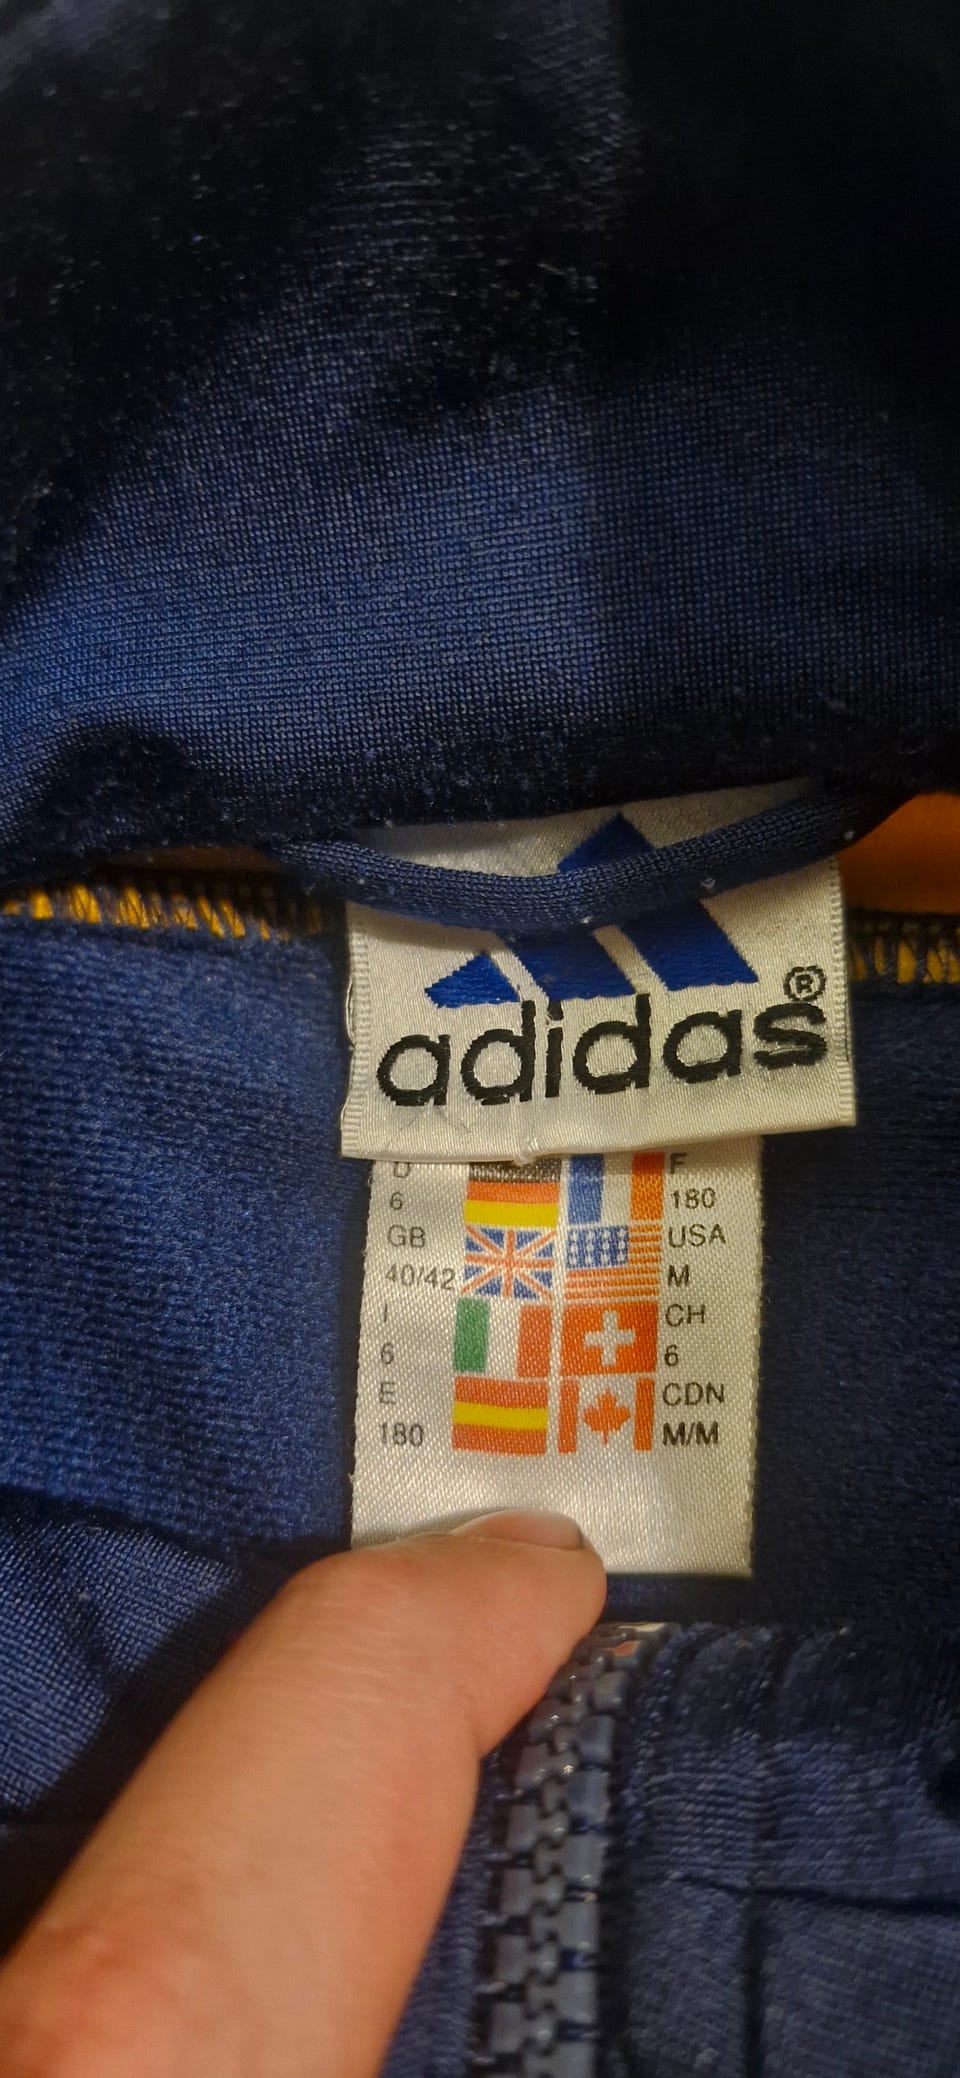 adidas®
D F
6 180
GB USA
40/42 M
I CH
6 6
E CDN
180 M/M